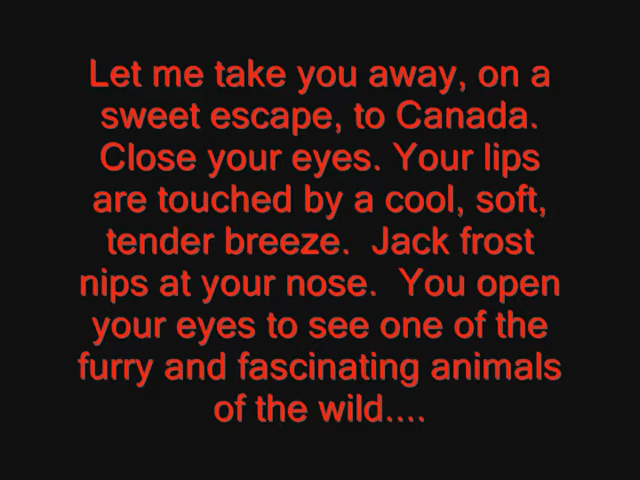 Let me take you away, on a
sweet escape, to Canada.
Close your eyes. Your lips
are touched by a cool, soft,
tender breeze.  Jack frost
nips at your nose.  You open
your eyes to see one of the
furry and fascinating animals
of the wild....